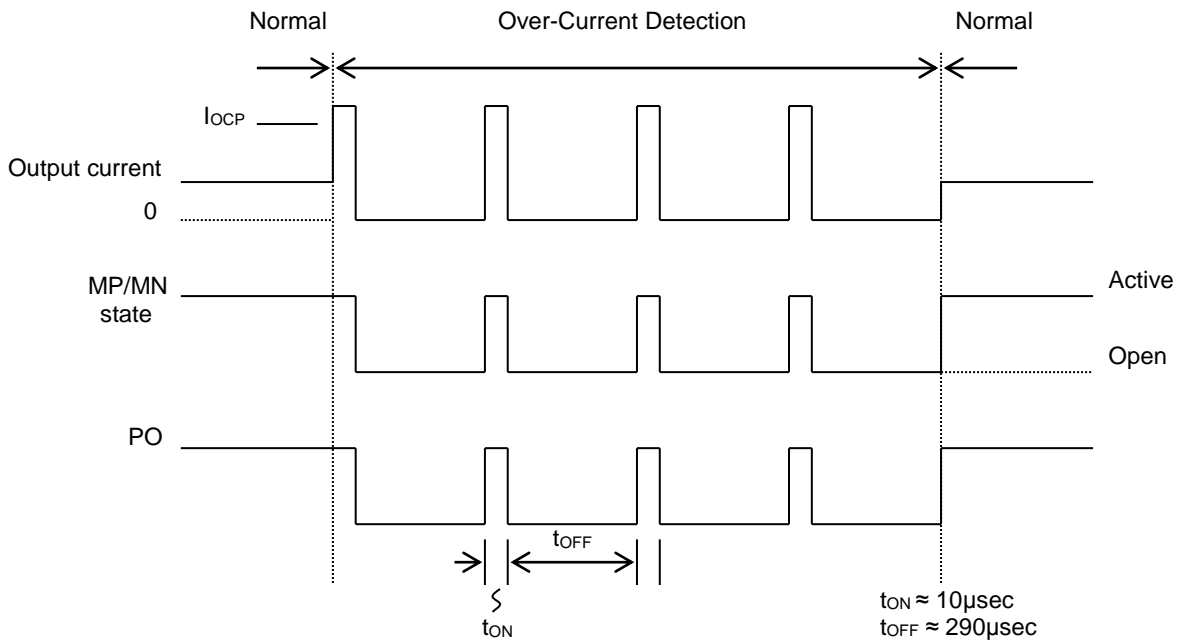 Normal
Over-Current Detection
Normal
IOCP
Output current
0
MP/MN
state
Active
Open
PO
tOFF
tON
tON ≈ 10µsec
tOFF ≈ 290µsec